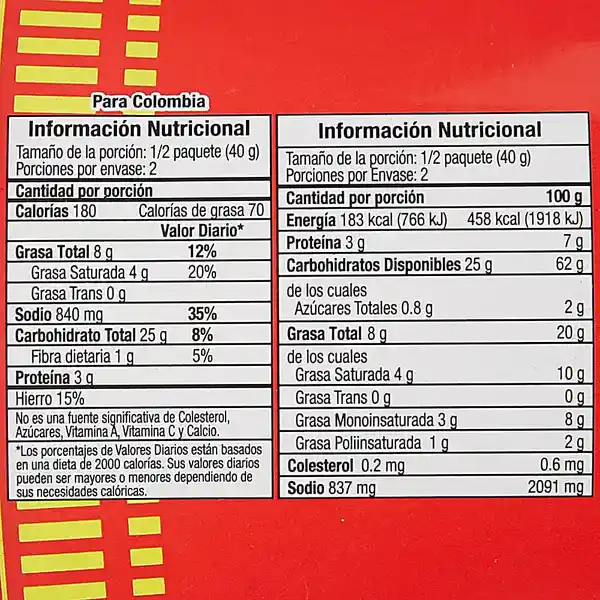 Para Colombia
Información Nutricional
Tamaño de la porción: 1/2 paquete (40 g)
Porciones por envase: 2
Cantidad por porción
Calorías 180 Calorías de grasa 70
Valor Diario*
Grasa Total 8 g 12%
Grasa Saturada 4 g 20%
Grasa Trans 0 g
Sodio 840 mg 35%
Carbohidrato Total 25 g 8%
Fibra dietaria 1 g 5%
Proteína 3 g
Hierro 15%
No es una fuente significativa de Colesterol,
Azúcares, Vitamina A, Vitamina C y Calcio.
*Los porcentajes de Valores Diarios están basados
en una dieta de 2000 calorías. Sus valores diarios
pueden ser mayores o menores dependiendo de
sus necesidades calóricas.
Información Nutricional
Tamaño de la porción: 1/2 paquete (40 g)
Porciones por Envase: 2
Cantidad por porción 100 g
Energía 183 kcal (766 kJ) 458 kcal (1918 kJ)
Proteína 3 g 7 g
Carbohidratos Disponibles 25 g 62 g
de los cuales
Azúcares Totales 0.8 g 2 g
Grasa Total 8 g 20 g
de los cuales
Grasa Saturada 4 g 10 g
Grasa Trans 0 g 0 g
Grasa Monoinsaturada 3 g 8 g
Grasa Poliinsaturada 1 g 2 g
Colesterol 0.2 mg 0.6 mg
Sodio 837 mg 2091 mg